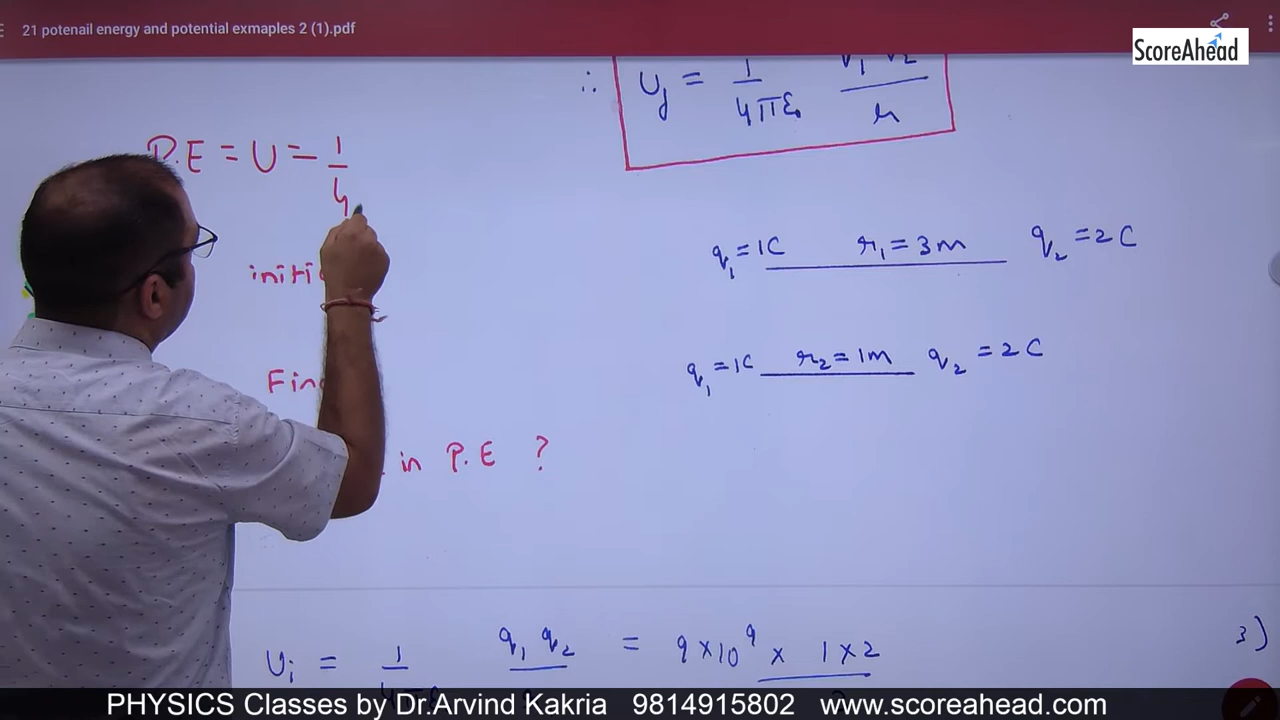 21 potenail energy and potential exmaples 2 (1).pdf
ScoreAhead
∴ U = 1/4πε₀ / r
P.E = U = 1/4
q₁ = 1C r₁ = 3m q₂ = 2C
initi
q₁ = 1C r₂ = 1m q₂ = 2C
Fin
in P.E ?
Uᵢ = 1 q₁ q₂ = 9×10⁹ × 1×2
3)
PHYSICS Classes by Dr.Arvind Kakria 9814915802 www.scoreahead.com